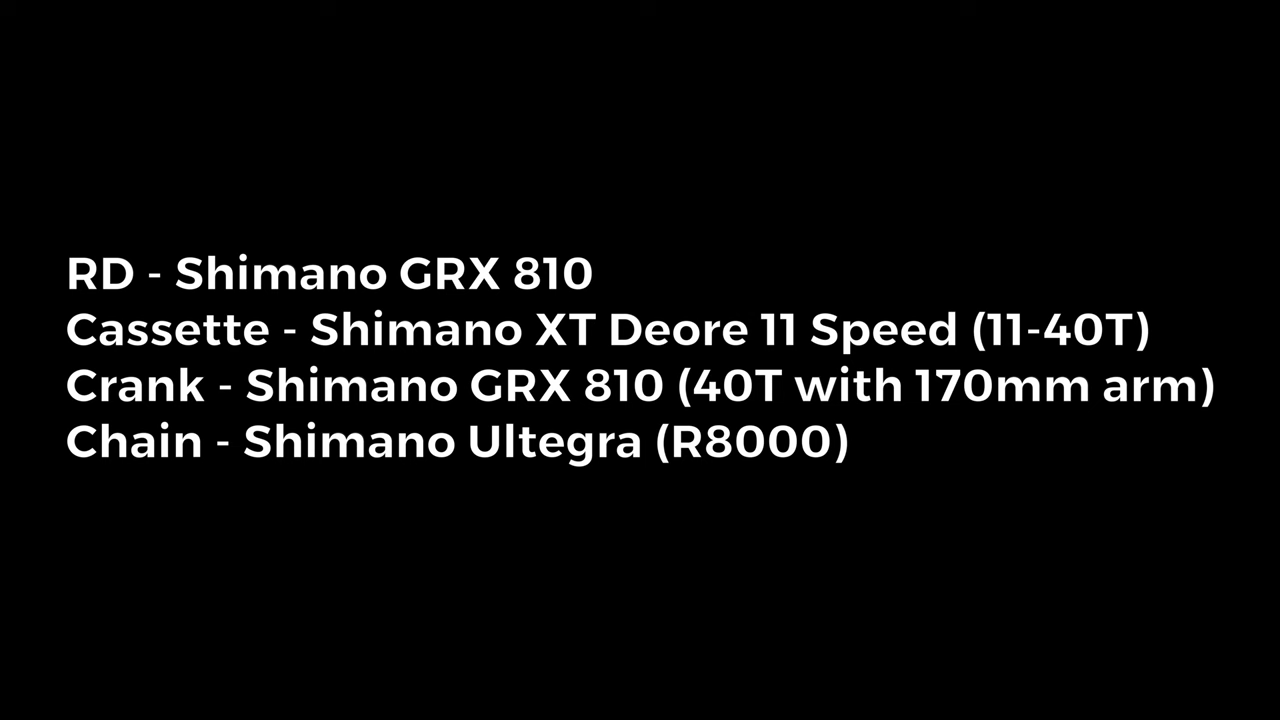 RD - Shimano GRX 810
Cassette - Shimano XT Deore 11 Speed (11-40T)
Crank - Shimano GRX 810 (40T with 170mm arm)
Chain - Shimano Ultegra (R8000)